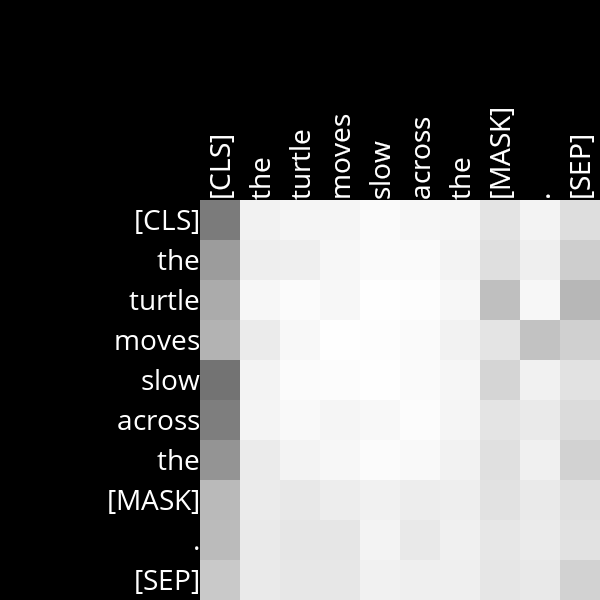 [CLS] the turtle moves slow across the [MASK] . [SEP]
[CLS]
the
turtle
moves
slow
across
the
[MASK]
.
[SEP]